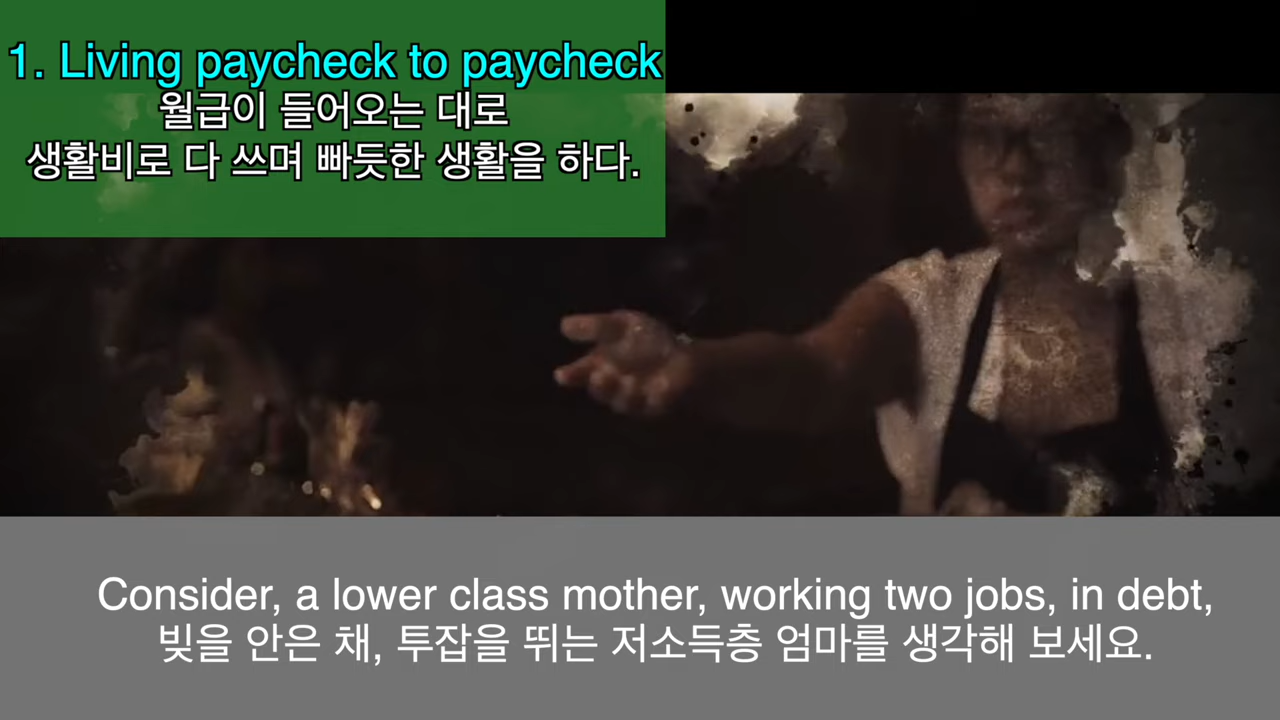 1. Living paycheck to paycheck
월급이 들어오는 대로
생활비로 다 쓰며 빠듯한 생활을 하다.
Consider, a lower class mother, working two jobs, in debt,
빚을 안은 채, 투잡을 뛰는 저소득층 엄마를 생각해 보세요.